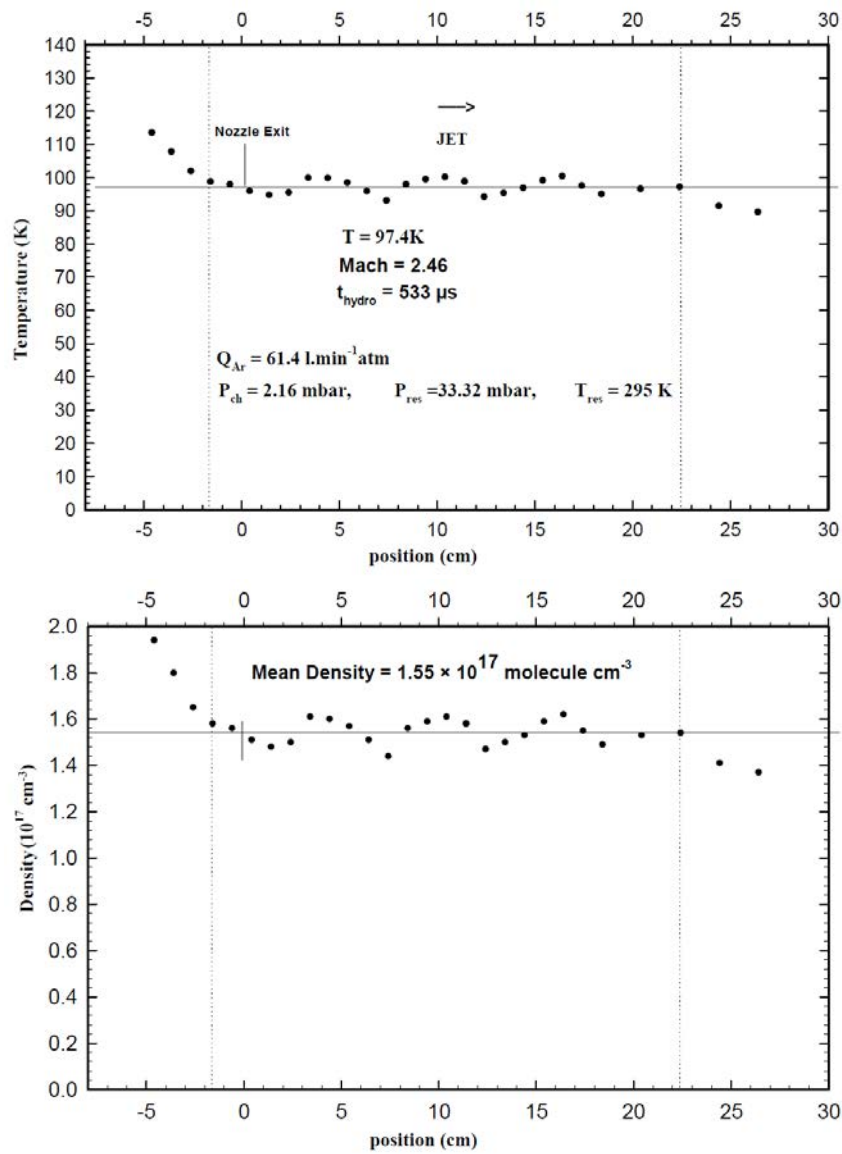 -5 0 5 10 15 20 25 30
140
130
120
110
100
90
80
70
60
50
40
30
20
10
0
Temperature (K)
Nozzle Exit
JET
T = 97.4K
Mach = 2.46
t_hydro = 533 μs
Q_Ar = 61.4 l.min⁻¹atm
P_ch = 2.16 mbar, P_res =33.32 mbar, T_res = 295 K
-5 0 5 10 15 20 25 30
position (cm)
-5 0 5 10 15 20 25 30
2.0
1.8
1.6
1.4
1.2
1.0
0.8
0.6
0.4
0.2
0.0
Density (10¹⁷ cm⁻³)
Mean Density = 1.55 × 10¹⁷ molecule cm⁻³
-5 0 5 10 15 20 25 30
position (cm)